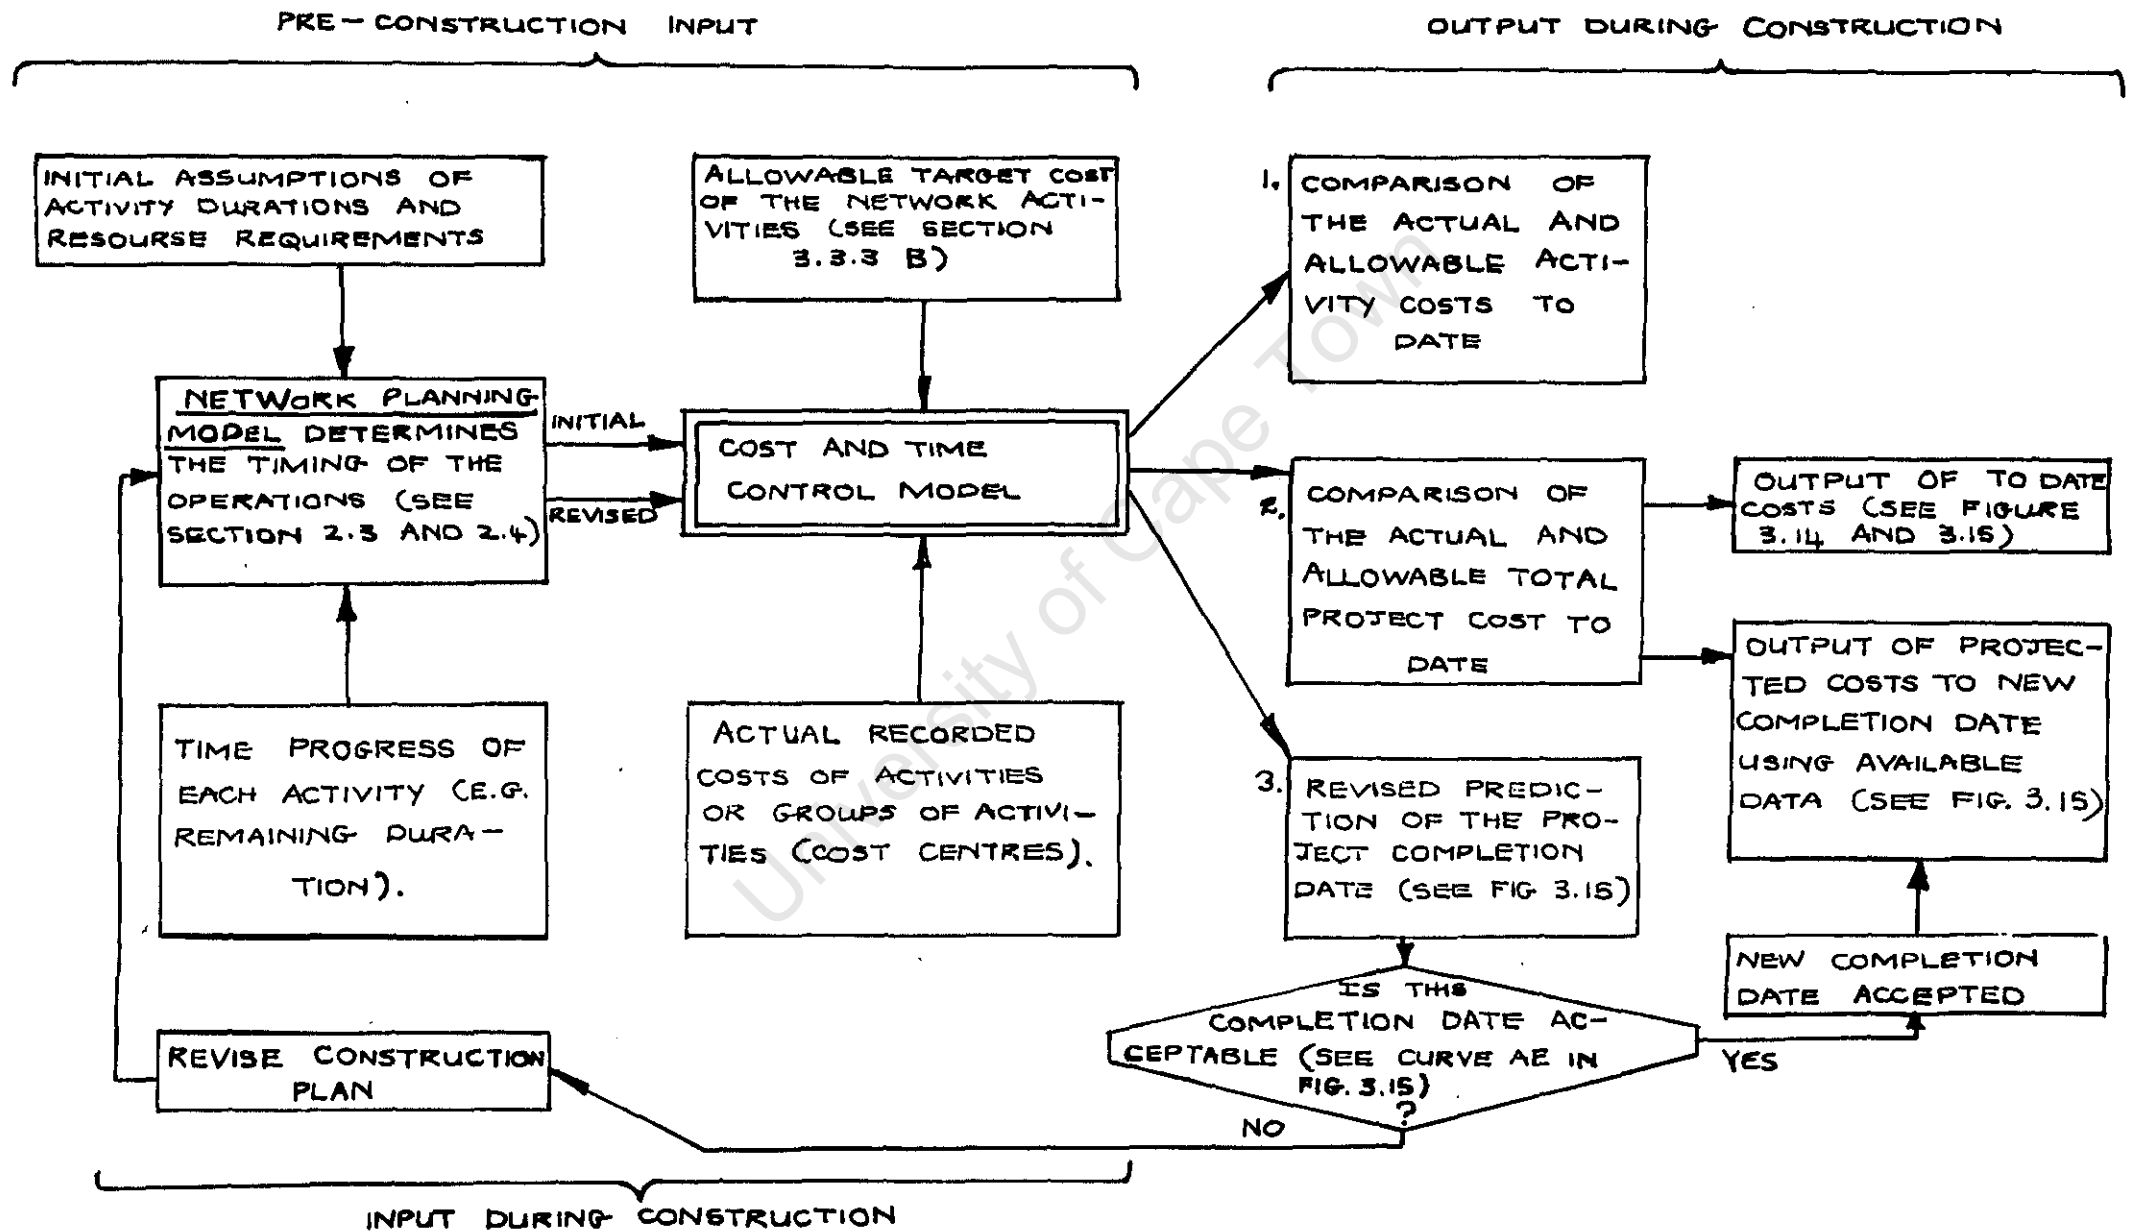 PRE-CONSTRUCTION INPUT
OUTPUT DURING CONSTRUCTION
INITIAL ASSUMPTIONS OF
ACTIVITY DURATIONS AND
RESOURSE REQUIREMENTS
ALLOWABLE TARGET COST
OF THE NETWORK ACTI-
VITIES (SEE SECTION
3.3.3 B)
1. COMPARISON OF
THE ACTUAL AND
ALLOWABLE ACTI-
VITY COSTS TO
DATE
NETWORK PLANNING
MODEL DETERMINES
THE TIMING OF THE
OPERATIONS (SEE
SECTION 2.3 AND 2.4)
INITIAL
REVISED
COST AND TIME
CONTROL MODEL
2. COMPARISON OF
THE ACTUAL AND
ALLOWABLE TOTAL
PROJECT COST TO
DATE
OUTPUT OF TO DATE
COSTS (SEE FIGURE
3.14 AND 3.15)
OUTPUT OF PROJEC-
TED COSTS TO NEW
COMPLETION DATE
USING AVAILABLE
DATA (SEE FIG. 3.15)
TIME PROGRESS OF
EACH ACTIVITY (E.G.
REMAINING DURA-
TION).
ACTUAL RECORDED
COSTS OF ACTIVITIES
OR GROUPS OF ACTIVI-
TIES (COST CENTRES).
3. REVISED PREDIC-
TION OF THE PRO-
JECT COMPLETION
DATE (SEE FIG 3.15)
NEW COMPLETION
DATE ACCEPTED
IS THIS
COMPLETION DATE AC-
CEPTABLE (SEE CURVE AE IN
FIG. 3.15)
?
YES
NO
REVISE CONSTRUCTION
PLAN
INPUT DURING CONSTRUCTION
University of Cape Town